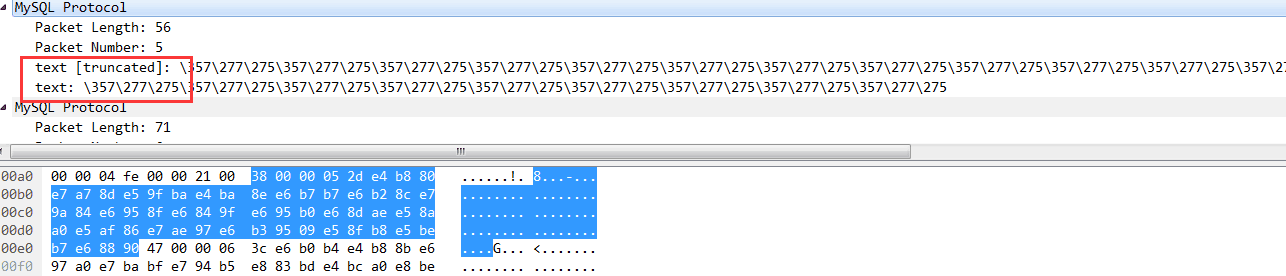 MySQL Protocol
Packet Length: 56
Packet Number: 5
text [truncated]: \357\277\275\357\277\275\357\277\275\357\277\275\357\277\275\357\277\275\357\277\275\357\277\275\357\277\275\357\277\275\357\277\275\357\27
text: \357\277\275\357\277\275\357\277\275\357\277\275\357\277\275\357\277\275\357\277\275\357\277\275\357\277\275
MySQL Protocol
Packet Length: 71
00a0 00 00 04 fe 00 00 21 00 38 00 00 05 2d e4 b8 80 ......!. 8...-...
00b0 e7 a7 8d e5 9f ba e4 ba 8e e6 b7 b7 e6 b2 8c e7 ........ ........
00c0 9a 84 e6 95 8f e6 84 9f e6 95 b0 e6 8d ae e5 8a ........ ........
00d0 a0 e5 af 86 e7 ae 97 e6 b3 95 09 e5 8f b8 e5 be ........ ........
00e0 b7 e6 88 90 47 00 00 06 3c e6 b0 b4 e4 b8 8b e6 ....G... <.......
00f0 97 a0 e7 ba bf e7 94 b5 e8 83 bd e4 bc a0 e8 be ........ ........